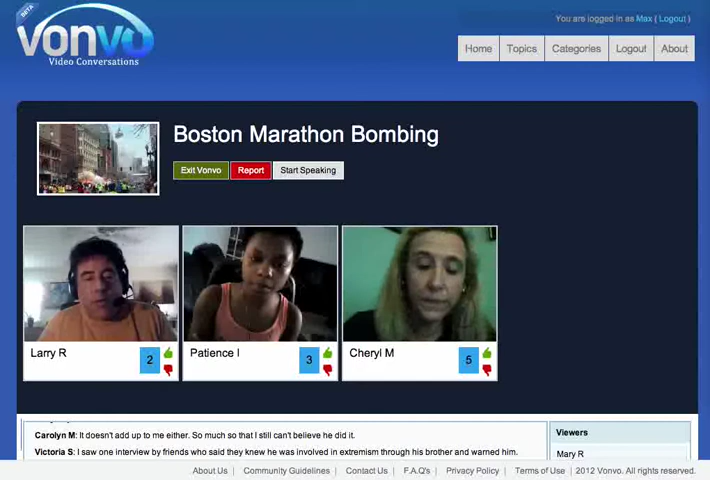 BETA
vonvo
Video Conversations
You are logged in as Max ( Logout )
Home Topics Categories Logout About
Boston Marathon Bombing
Exit Vonvo Report Start Speaking
Larry R 2
Patience I 3
Cheryl M 5
Carolyn M: It doesn't add up to me either. So much so that I still can't believe he did it.
Victoria S: I saw one interview by friends who said they knew he was involved in extremism through his brother and warned him.
Viewers
Mary R
About Us | Community Guidelines | Contact Us | F.A.Q's | Privacy Policy | Terms of Use | 2012 Vonvo. All rights reserved.